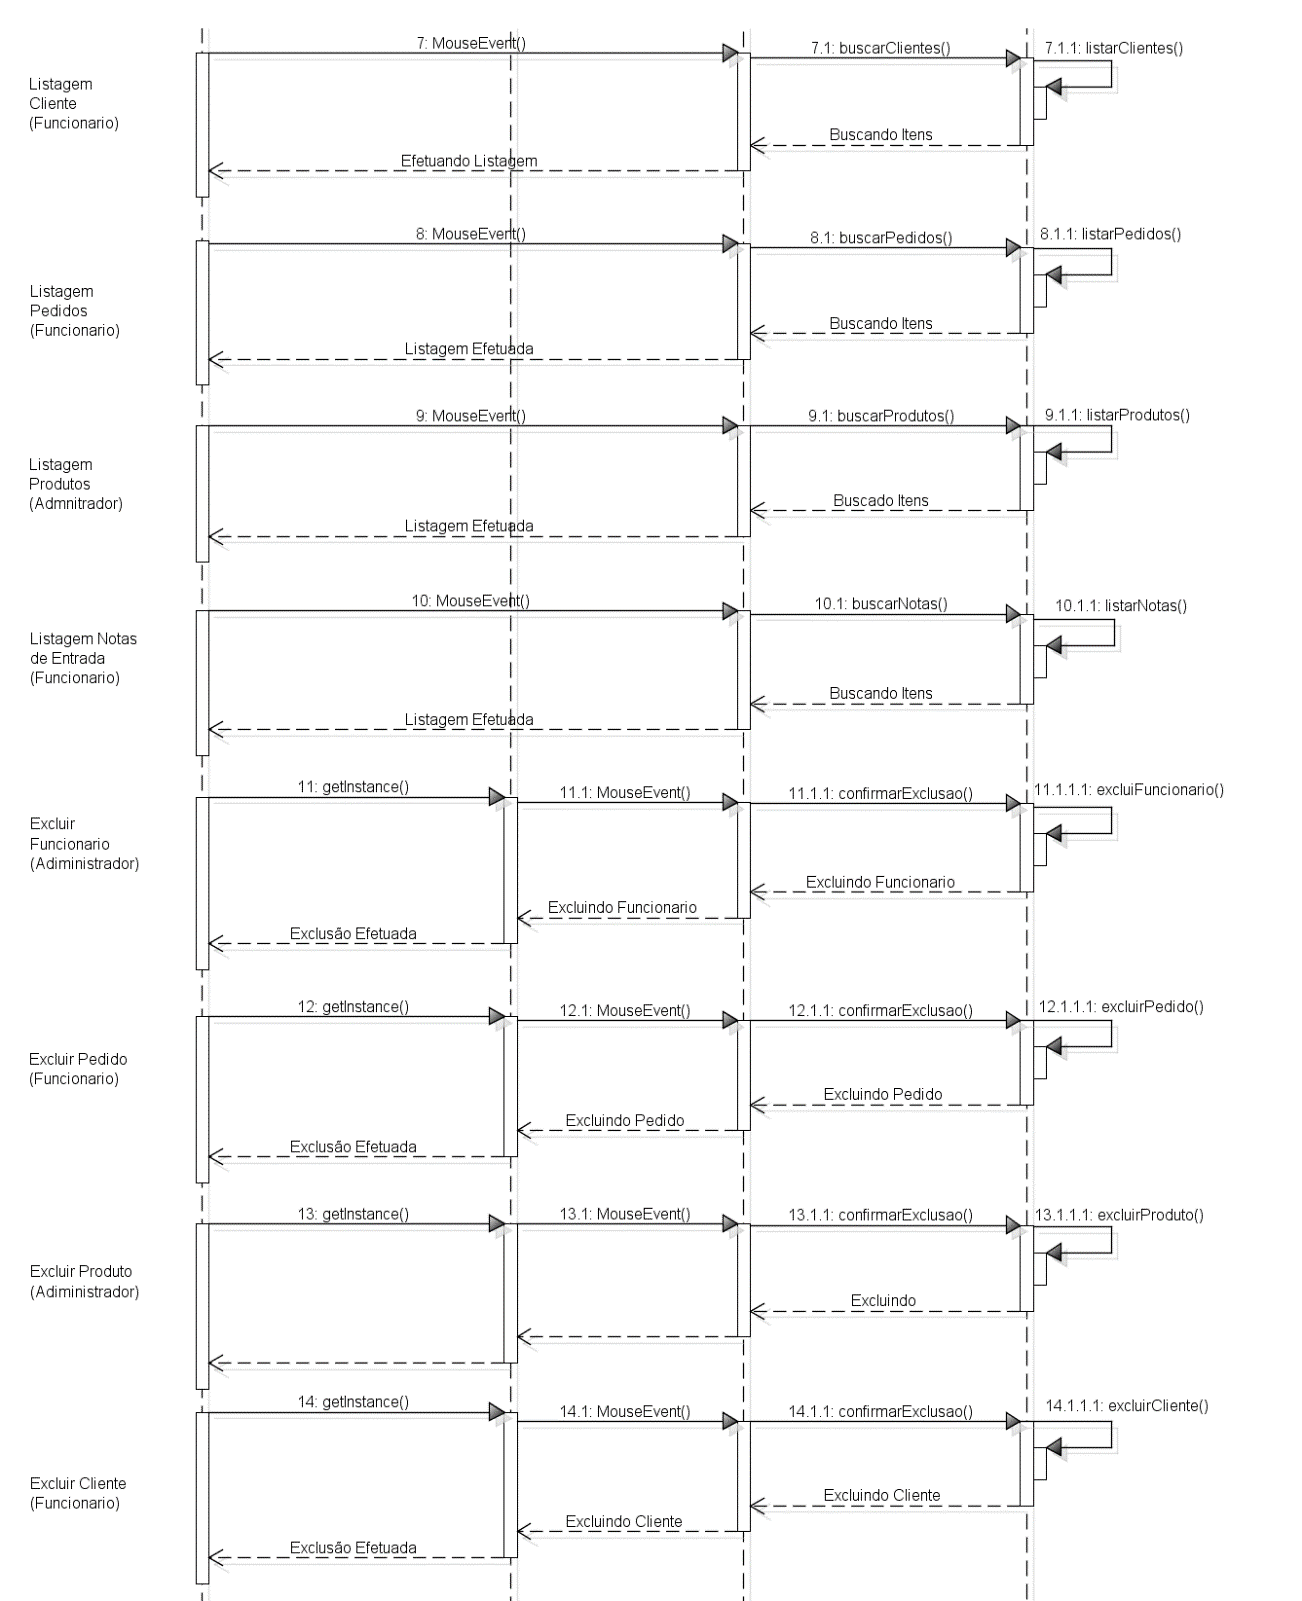 7: MouseEvent()
7.1: buscarClientes()
7.1.1: listarClientes()
Listagem
Cliente
(Funcionario)
Buscando Itens
Efetuando Listagem
8: MouseEvent()
8.1: buscarPedidos()
8.1.1: listarPedidos()
Listagem
Pedidos
(Funcionario)
Buscando Itens
Listagem Efetuada
9: MouseEvent()
9.1: buscarProdutos()
9.1.1: listarProdutos()
Listagem
Produtos
(Admnitrador)
Buscado Itens
Listagem Efetuada
10: MouseEvent()
10.1: buscarNotas()
10.1.1: listarNotas()
Listagem Notas
de Entrada
(Funcionario)
Buscando Itens
Listagem Efetuada
11: getInstance()
11.1: MouseEvent()
11.1.1: confirmarExclusao()
11.1.1.1: excluiFuncionario()
Excluir
Funcionario
(Adiministrador)
Excluindo Funcionario
Excluindo Funcionario
Exclusão Efetuada
12: getInstance()
12.1: MouseEvent()
12.1.1: confirmarExclusao()
12.1.1.1: excluirPedido()
Excluir Pedido
(Funcionario)
Excluindo Pedido
Excluindo Pedido
Exclusão Efetuada
13: getInstance()
13.1: MouseEvent()
13.1.1: confirmarExclusao()
13.1.1.1: excluirProduto()
Excluir Produto
(Adiministrador)
Excluindo
14: getInstance()
14.1: MouseEvent()
14.1.1: confirmarExclusao()
14.1.1.1: excluirCliente()
Excluir Cliente
(Funcionario)
Excluindo Cliente
Excluindo Cliente
Exclusão Efetuada